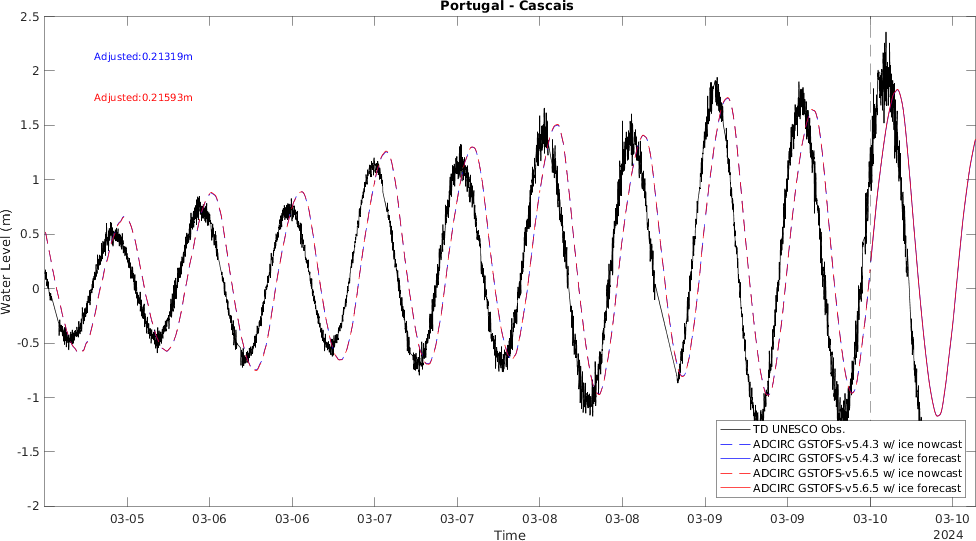 Portugal - Cascais
Adjusted:0.21319m
Adjusted:0.21593m
2.5
2
1.5
1
0.5
0
-0.5
-1
-1.5
-2
Water Level (m)
TD UNESCO Obs.
ADCIRC GSTOFS-v5.4.3 w/ ice nowcast
ADCIRC GSTOFS-v5.4.3 w/ ice forecast
ADCIRC GSTOFS-v5.6.5 w/ ice nowcast
ADCIRC GSTOFS-v5.6.5 w/ ice forecast
03-05 03-06 03-06 03-07 03-07 03-08 03-08 03-09 03-09 03-10 03-10
2024
Time